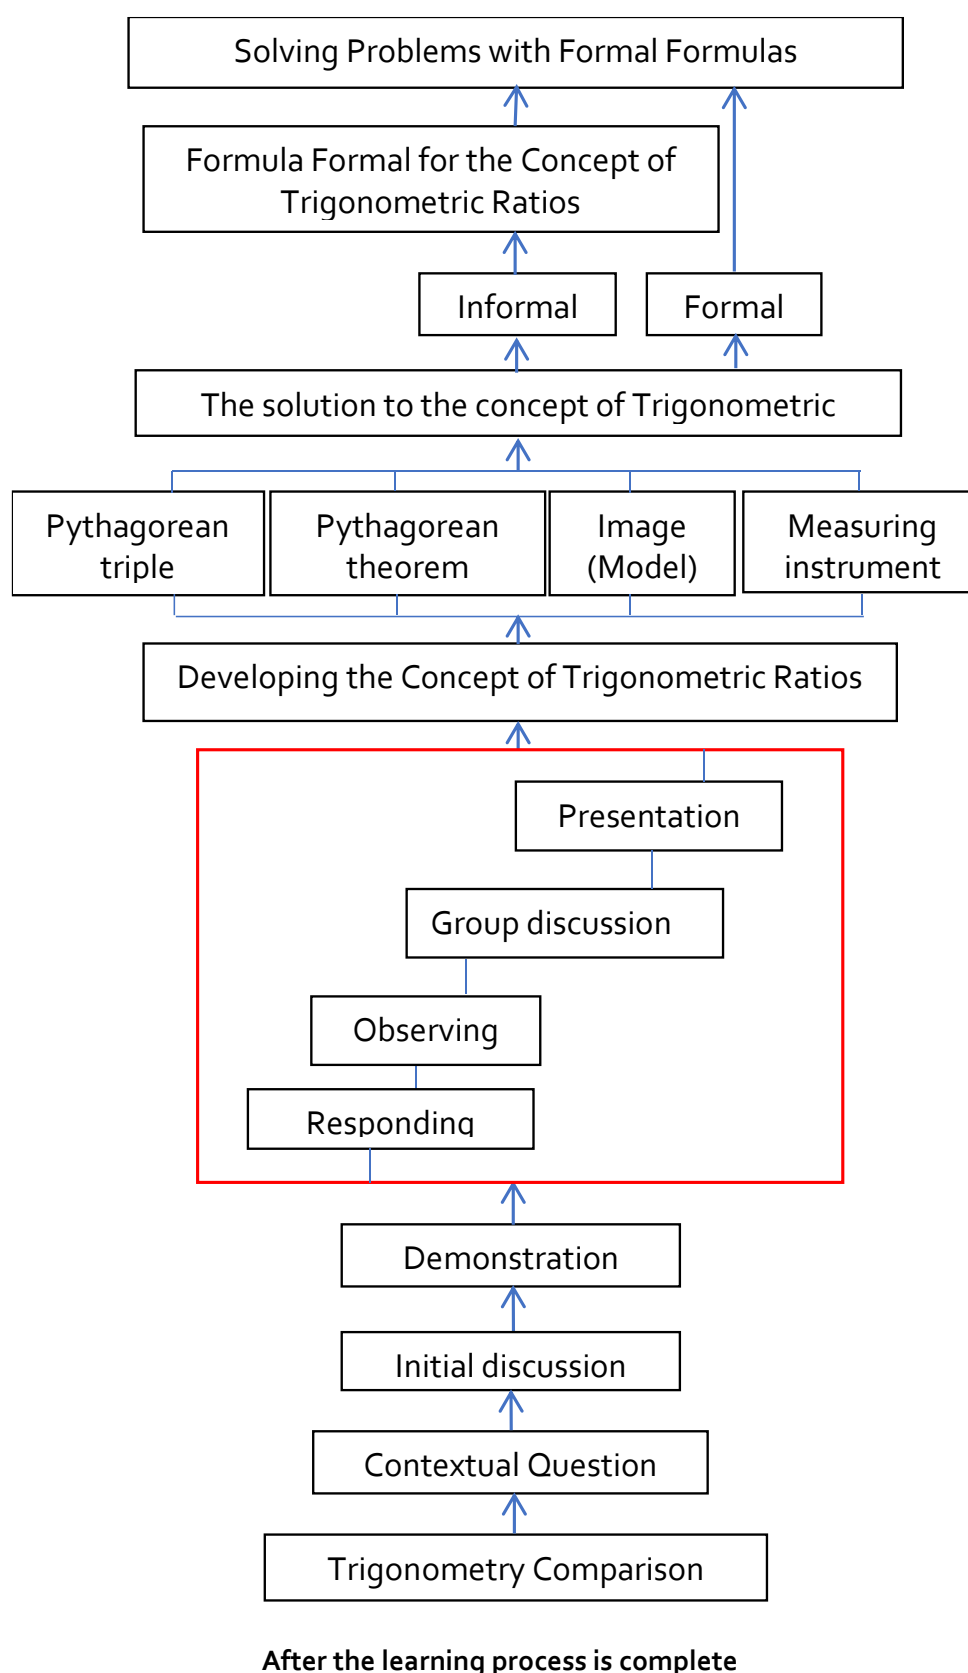 Solving Problems with Formal Formulas
Formula Formal for the Concept of
Trigonometric Ratios
Informal
Formal
The solution to the concept of Trigonometric
Pythagorean
triple
Pythagorean
theorem
Image
(Model)
Measuring
instrument
Developing the Concept of Trigonometric Ratios
Presentation
Group discussion
Observing
Responding
Demonstration
Initial discussion
Contextual Question
Trigonometry Comparison
After the learning process is complete